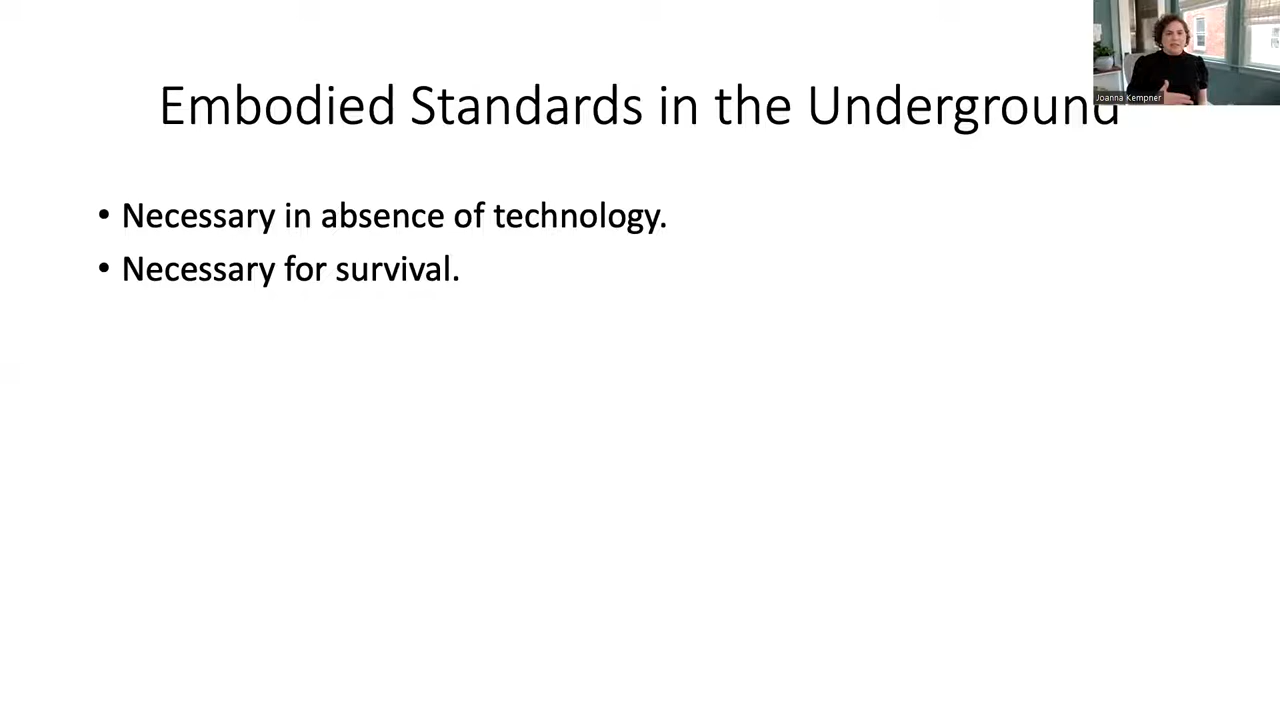 Embodied Standards in the Underground
Joanna Kempner
• Necessary in absence of technology.
• Necessary for survival.